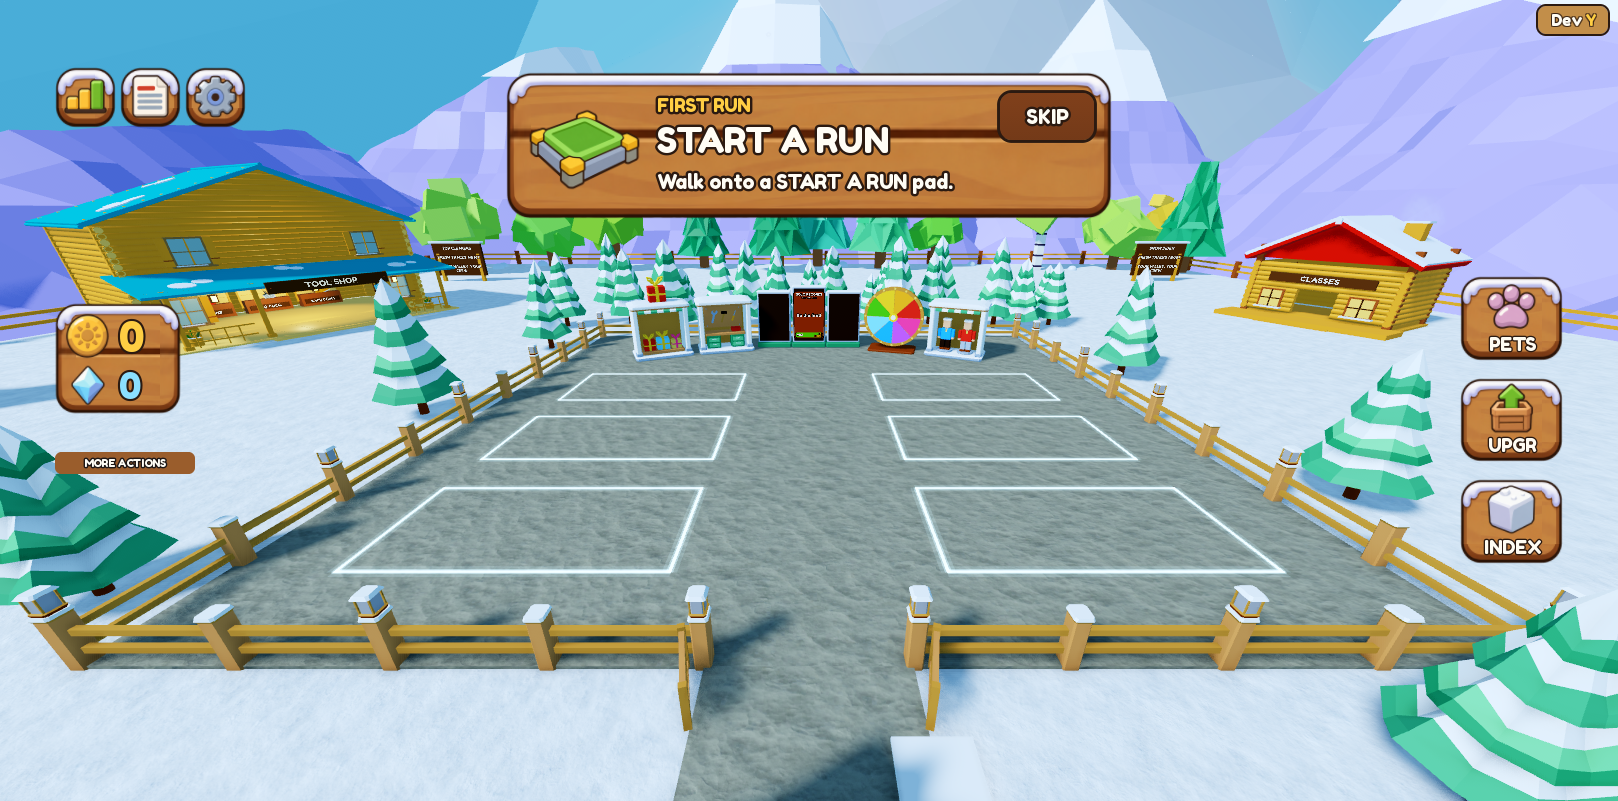 Dev Y
FIRST RUN
START A RUN
Walk onto a START A RUN pad.
SKIP
TOOL SHOP
CLASSES
0
0
MORE ACTIONS
PETS
UPGR
INDEX